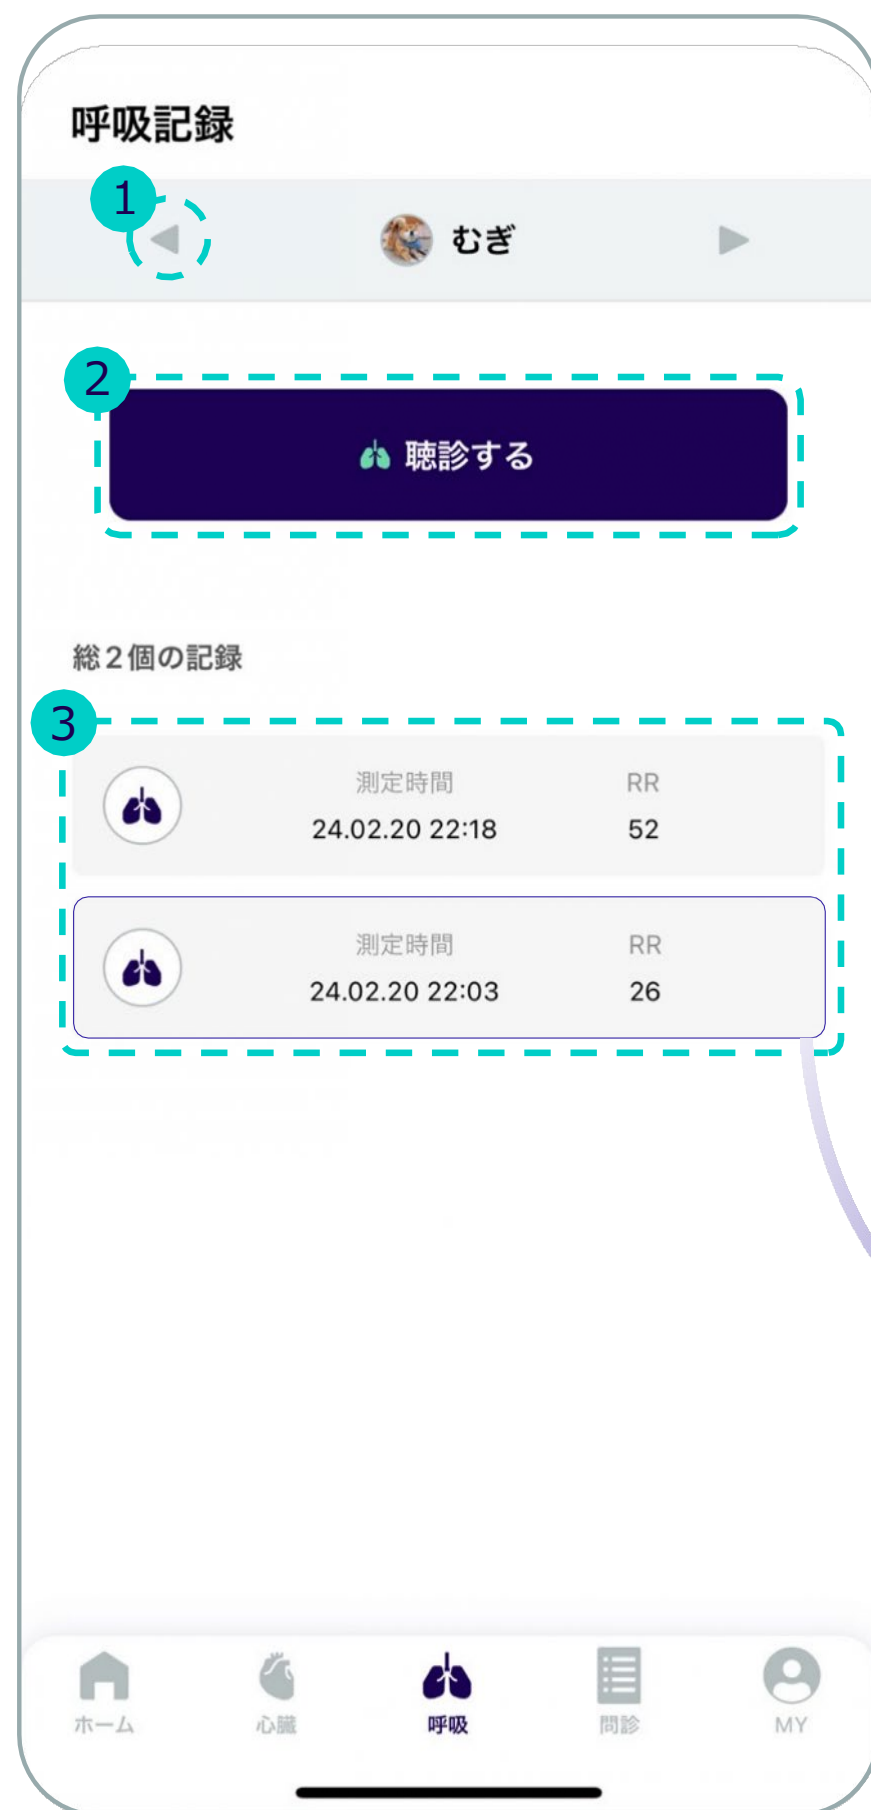 呼吸記録
1
むぎ
2
聴診する
総2個の記録
3
測定時間 RR
24.02.20 22:18 52
測定時間 RR
24.02.20 22:03 26
ホーム 心臓 呼吸 問診 MY